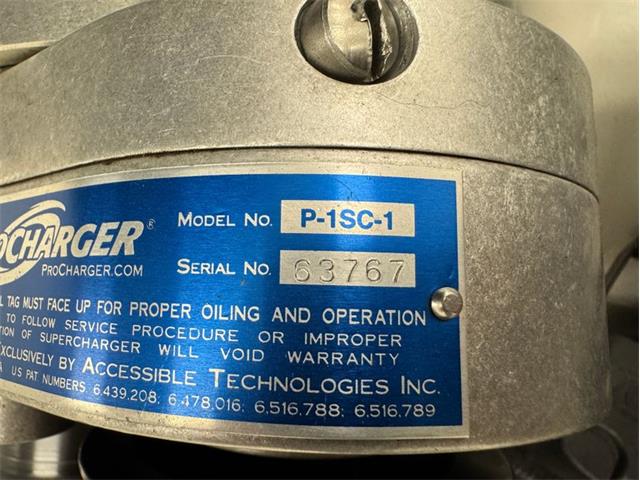 PROCHARGER®
PROCHARGER.COM
MODEL NO. P-1SC-1
SERIAL NO. 63767
TAG MUST FACE UP FOR PROPER OILING AND OPERATION
TO FOLLOW SERVICE PROCEDURE OR IMPROPER
OF SUPERCHARGER WILL VOID WARRANTY
EXCLUSIVELY BY ACCESSIBLE TECHNOLOGIES INC.
US PAT NUMBERS 6,439,208; 6,478,016; 6,516,788; 6,516,789